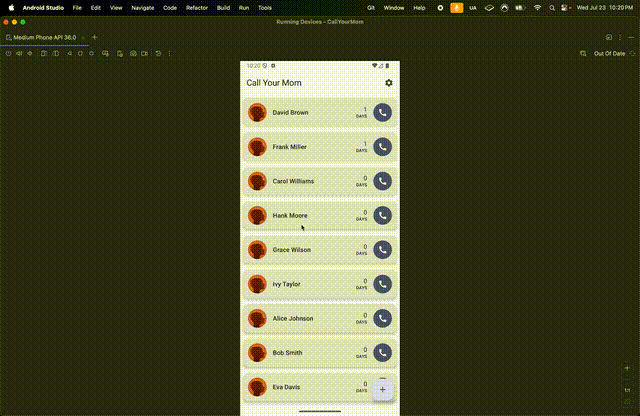 Android Studio File Edit View Navigate Code Refactor Build Run Tools Git Window Help UA Wed Jul 23 10:20 PM
Running Devices - CallYourMom
Medium Phone API 36.0
Out Of Date
10:20
Call Your Mom
David Brown 1 DAYS
Frank Miller 1 DAYS
Carol Williams 0 DAYS
Hank Moore 0 DAYS
Grace Wilson 0 DAYS
Ivy Taylor 0 DAYS
Alice Johnson 0 DAYS
Bob Smith 0 DAYS
Eva Davis 0 DAYS
+
1:1